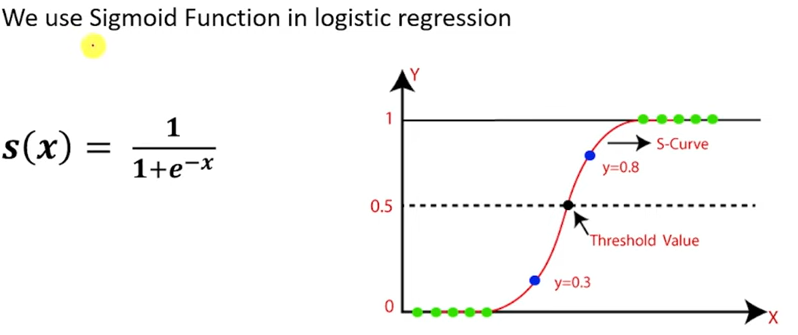 We use Sigmoid Function in logistic regression
s(x) = 1 / 1+e^-x
Y
1
S-Curve
y=0.8
0.5
Threshold Value
y=0.3
0
X